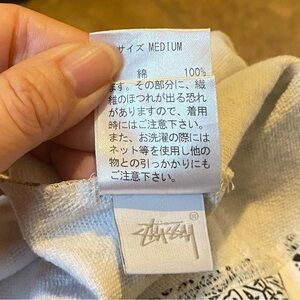 サイズ MEDIUM
綿 100%
ます。その部分に、繊
維のほつれが出る恐れ
がありますので、着用
時にはご注意下さい。
また、お洗濯の際には
ネット等を使用し他の
物との引っかかりにも
ご注意下さい。
STÜSSY ®